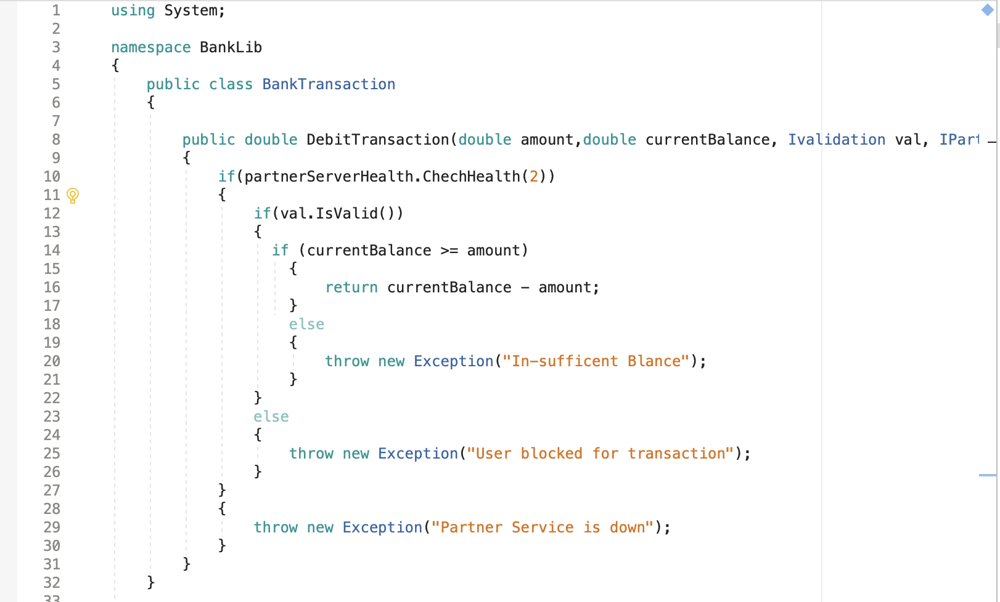 1 using System;
2
3 namespace BankLib
4 {
5 public class BankTransaction
6 {
7
8 public double DebitTransaction(double amount,double currentBalance, Ivalidation val, IPart
9 {
10 if(partnerServerHealth.ChechHealth(2))
11 {
12 if(val.IsValid())
13 {
14 if (currentBalance >= amount)
15 {
16 return currentBalance - amount;
17 }
18 else
19 {
20 throw new Exception("In-sufficent Blance");
21 }
22 }
23 else
24 {
25 throw new Exception("User blocked for transaction");
26 }
27 }
28 {
29 throw new Exception("Partner Service is down");
30 }
31 }
32 }
33